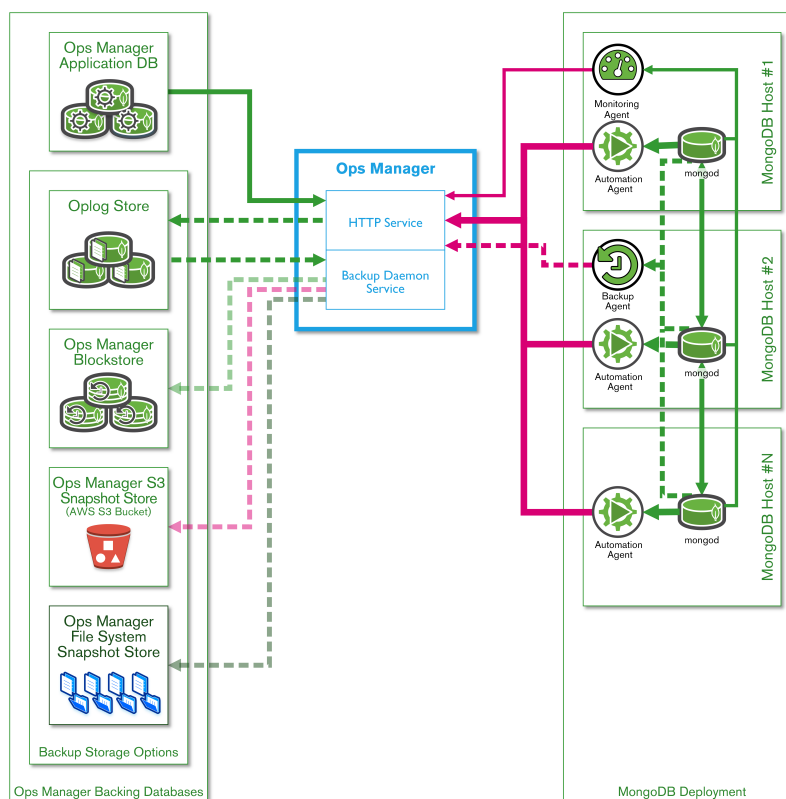 Ops Manager
Application DB
Oplog Store
Ops Manager
Blockstore
Ops Manager S3
Snapshot Store
(AWS S3 Bucket)
Ops Manager
File System
Snapshot Store
Backup Storage Options
Ops Manager Backing Databases
Ops Manager
HTTP Service
Backup Daemon
Service
Monitoring
Agent
Automation
Agent
mongod
MongoDB Host #1
Backup
Agent
Automation
Agent
mongod
MongoDB Host #2
Automation
Agent
mongod
MongoDB Host #N
MongoDB Deployment